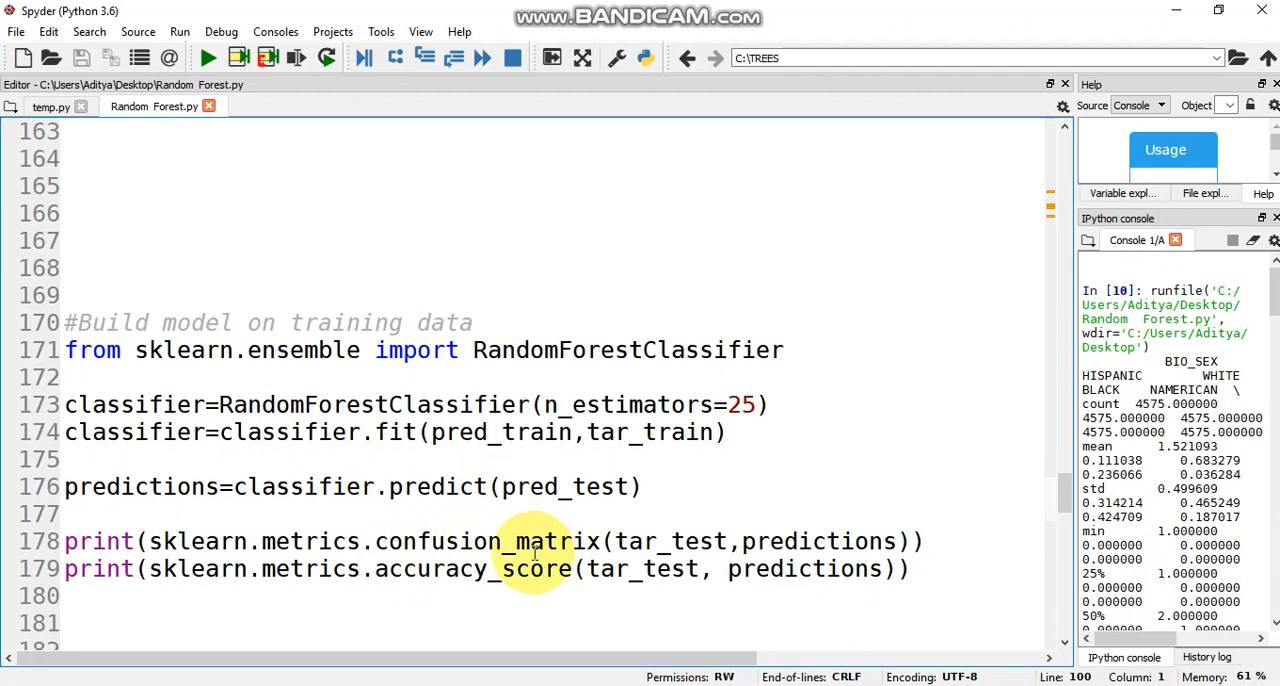 Spyder (Python 3.6)
www.BANDICAM.com
File Edit Search Source Run Debug Consoles Projects Tools View Help
C:\TREES
Editor - C:\Users\Aditya\Desktop\Random Forest.py
temp.py Random Forest.py
163
164
165
166
167
168
169
170 #Build model on training data
171 from sklearn.ensemble import RandomForestClassifier
172
173 classifier=RandomForestClassifier(n_estimators=25)
174 classifier=classifier.fit(pred_train,tar_train)
175
176 predictions=classifier.predict(pred_test)
177
178 print(sklearn.metrics.confusion_matrix(tar_test,predictions))
179 print(sklearn.metrics.accuracy_score(tar_test, predictions))
180
181
182
Help
Source Console Object
Usage
Variable expl... File expl... Help
IPython console
Console 1/A
In [10]: runfile('C:/
Users/Aditya/Desktop/
Random Forest.py',
wdir='C:/Users/Aditya/
Desktop')
BIO_SEX
HISPANIC WHITE
BLACK NAMERICAN \
count 4575.000000
4575.000000 4575.000000
4575.000000 4575.000000
mean 1.521093
0.111038 0.683279
0.236066 0.036284
std 0.499609
0.314214 0.465249
0.424709 0.187017
min 1.000000
0.000000 0.000000
0.000000 0.000000
25% 1.000000
0.000000 0.000000
0.000000 0.000000
50% 2.000000
0.000000 1.000000
IPython console History log
Permissions: RW End-of-lines: CRLF Encoding: UTF-8 Line: 100 Column: 1 Memory: 61 %